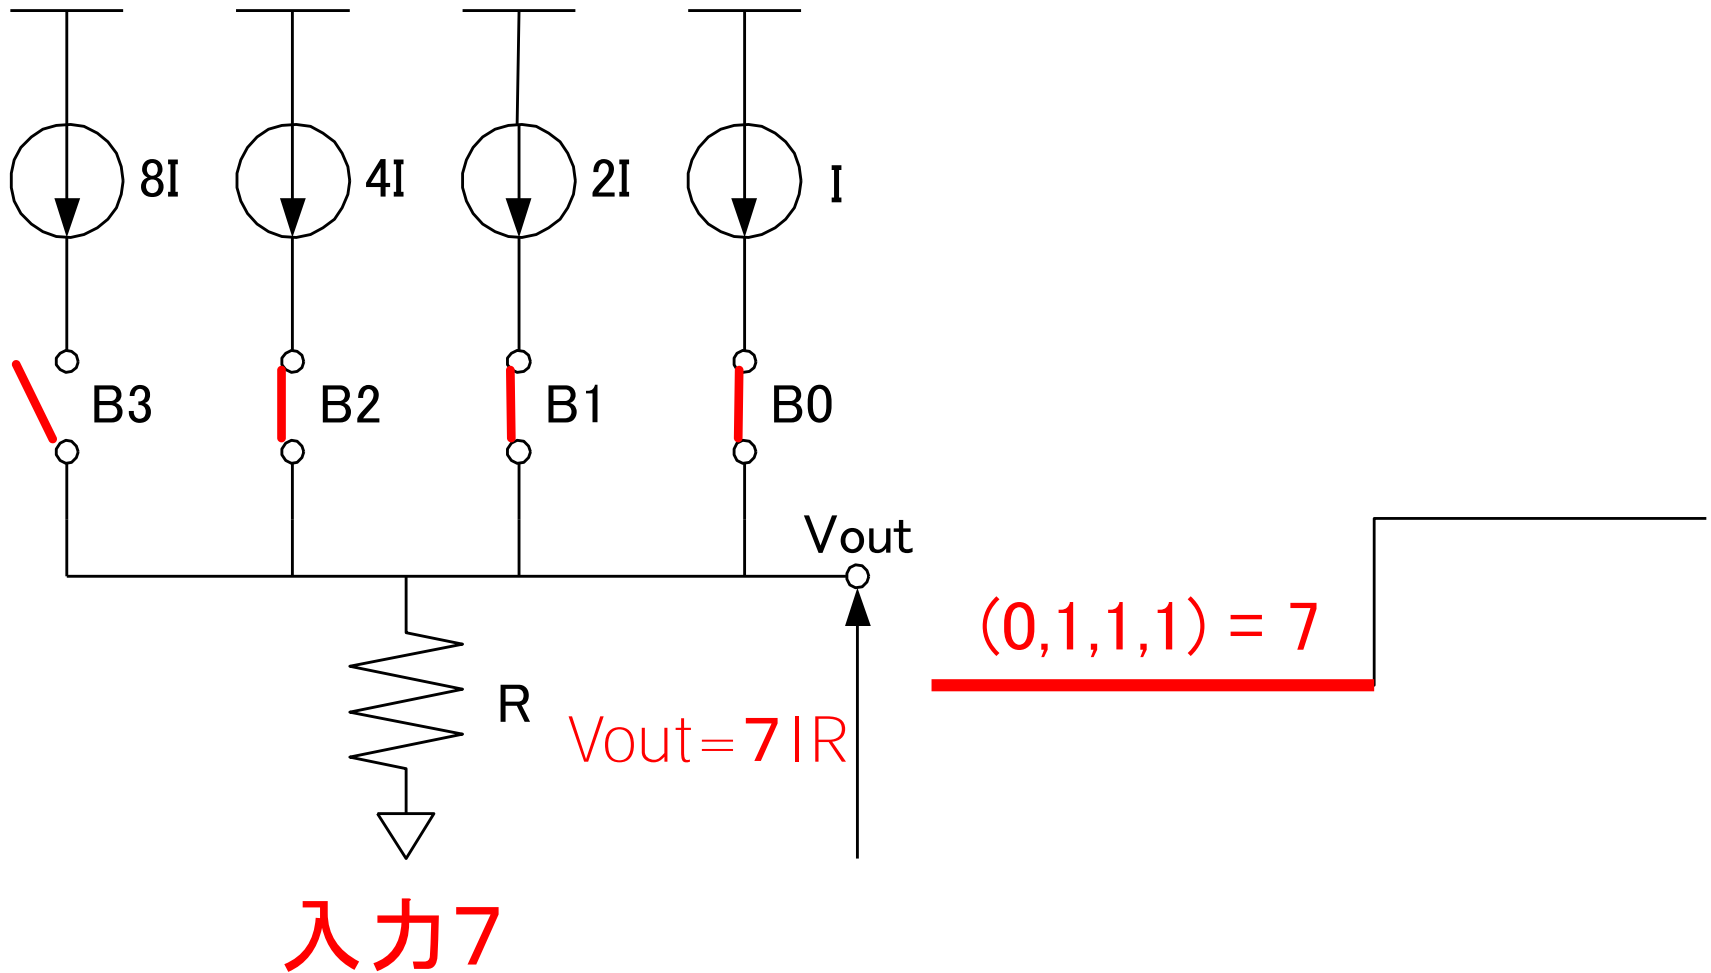 8I 4I 2I I
B3 B2 B1 B0
Vout
(0,1,1,1) = 7
R
Vout=7IR
入力7